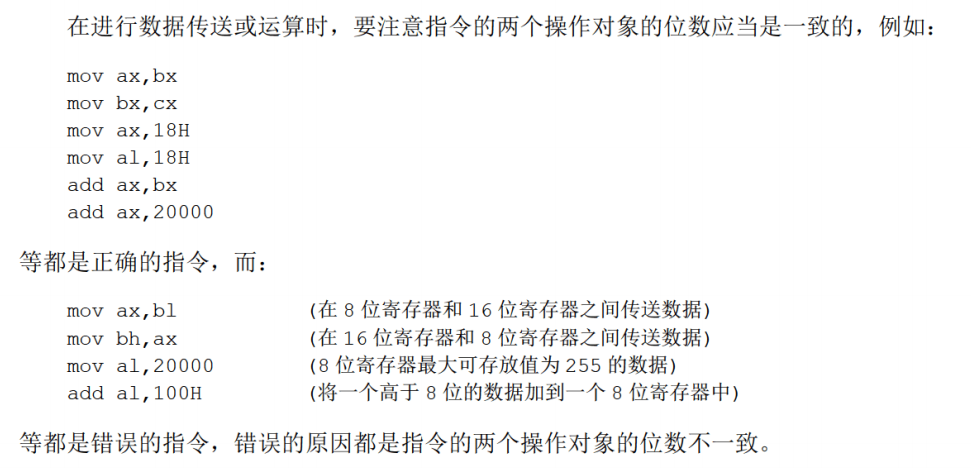 在进行数据传送或运算时，要注意指令的两个操作对象的位数应当是一致的，例如：
mov ax,bx
mov bx,cx
mov ax,18H
mov al,18H
add ax,bx
add ax,20000
等都是正确的指令，而：
mov ax,bl (在 8 位寄存器和 16 位寄存器之间传送数据)
mov bh,ax (在 16 位寄存器和 8 位寄存器之间传送数据)
mov al,20000 (8 位寄存器最大可存放值为 255 的数据)
add al,100H (将一个高于 8 位的数据加到一个 8 位寄存器中)
等都是错误的指令，错误的原因都是指令的两个操作对象的位数不一致。